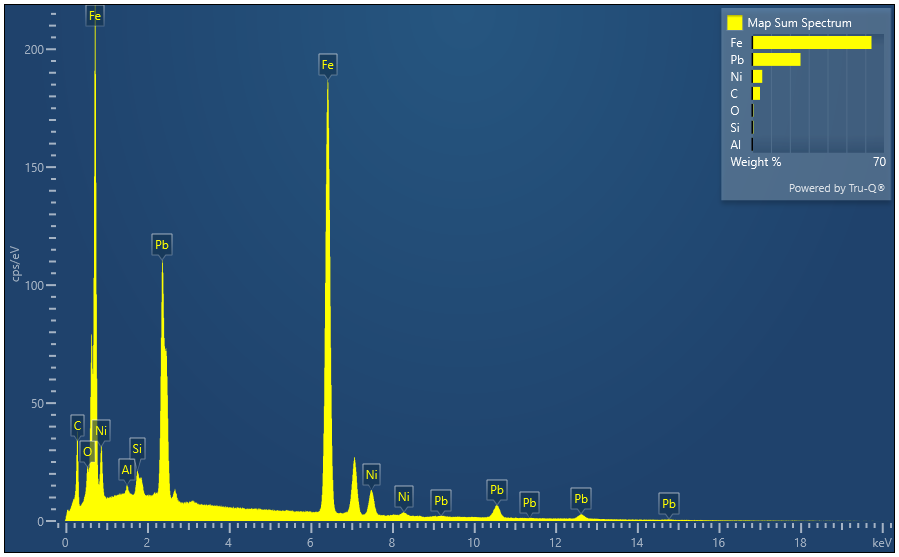 Fe
Map Sum Spectrum
Fe
Pb
Ni
C
O
Si
Al
Weight % 70
Powered by Tru-Q®
200
150
100
50
0
cps/eV
Fe
Pb
C
O
Ni
Al
Si
Ni
Ni
Pb
Pb
Pb
Pb
Pb
0 2 4 6 8 10 12 14 16 18 keV